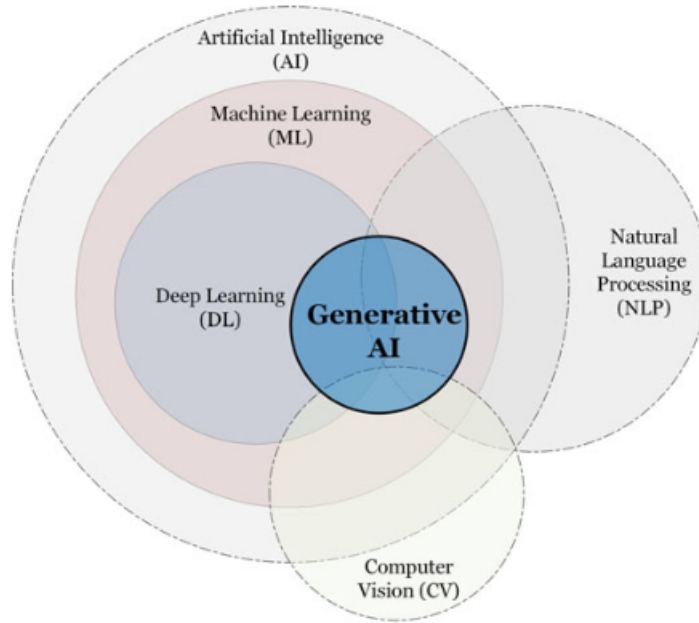 Artificial Intelligence
(AI)
Machine Learning
(ML)
Natural
Language
Processing
(NLP)
Deep Learning
(DL)
Generative
AI
Computer
Vision (CV)